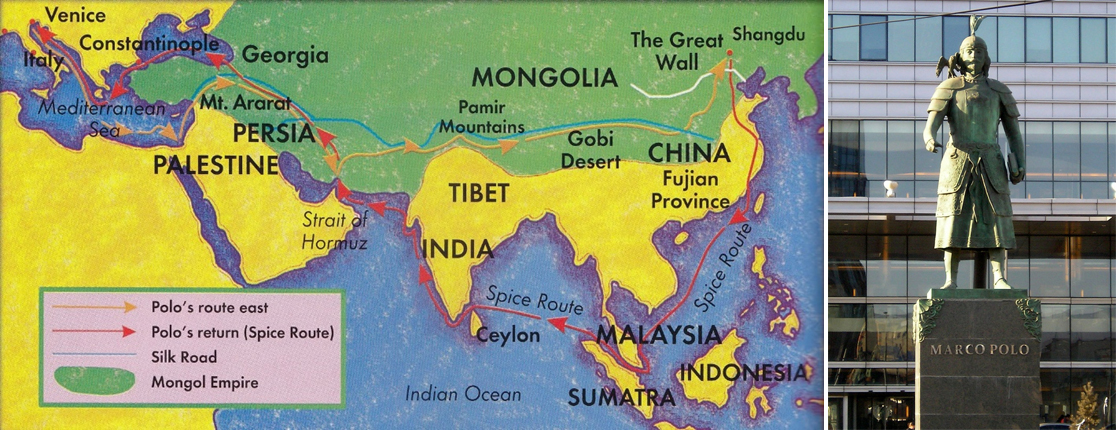 Venice
Constantinople
Italy
Georgia
The Great
Wall
Shangdu
MONGOLIA
Mediterranean
Sea
Mt. Ararat
Pamir
Mountains
PERSIA
Gobi
Desert
CHINA
PALESTINE
TIBET
Fujian
Province
Strait of
Hormuz
INDIA
Spice Route
Spice Route
Ceylon
MALAYSIA
INDONESIA
SUMATRA
Indian Ocean
Polo's route east
Polo's return (Spice Route)
Silk Road
Mongol Empire
MARCO POLO